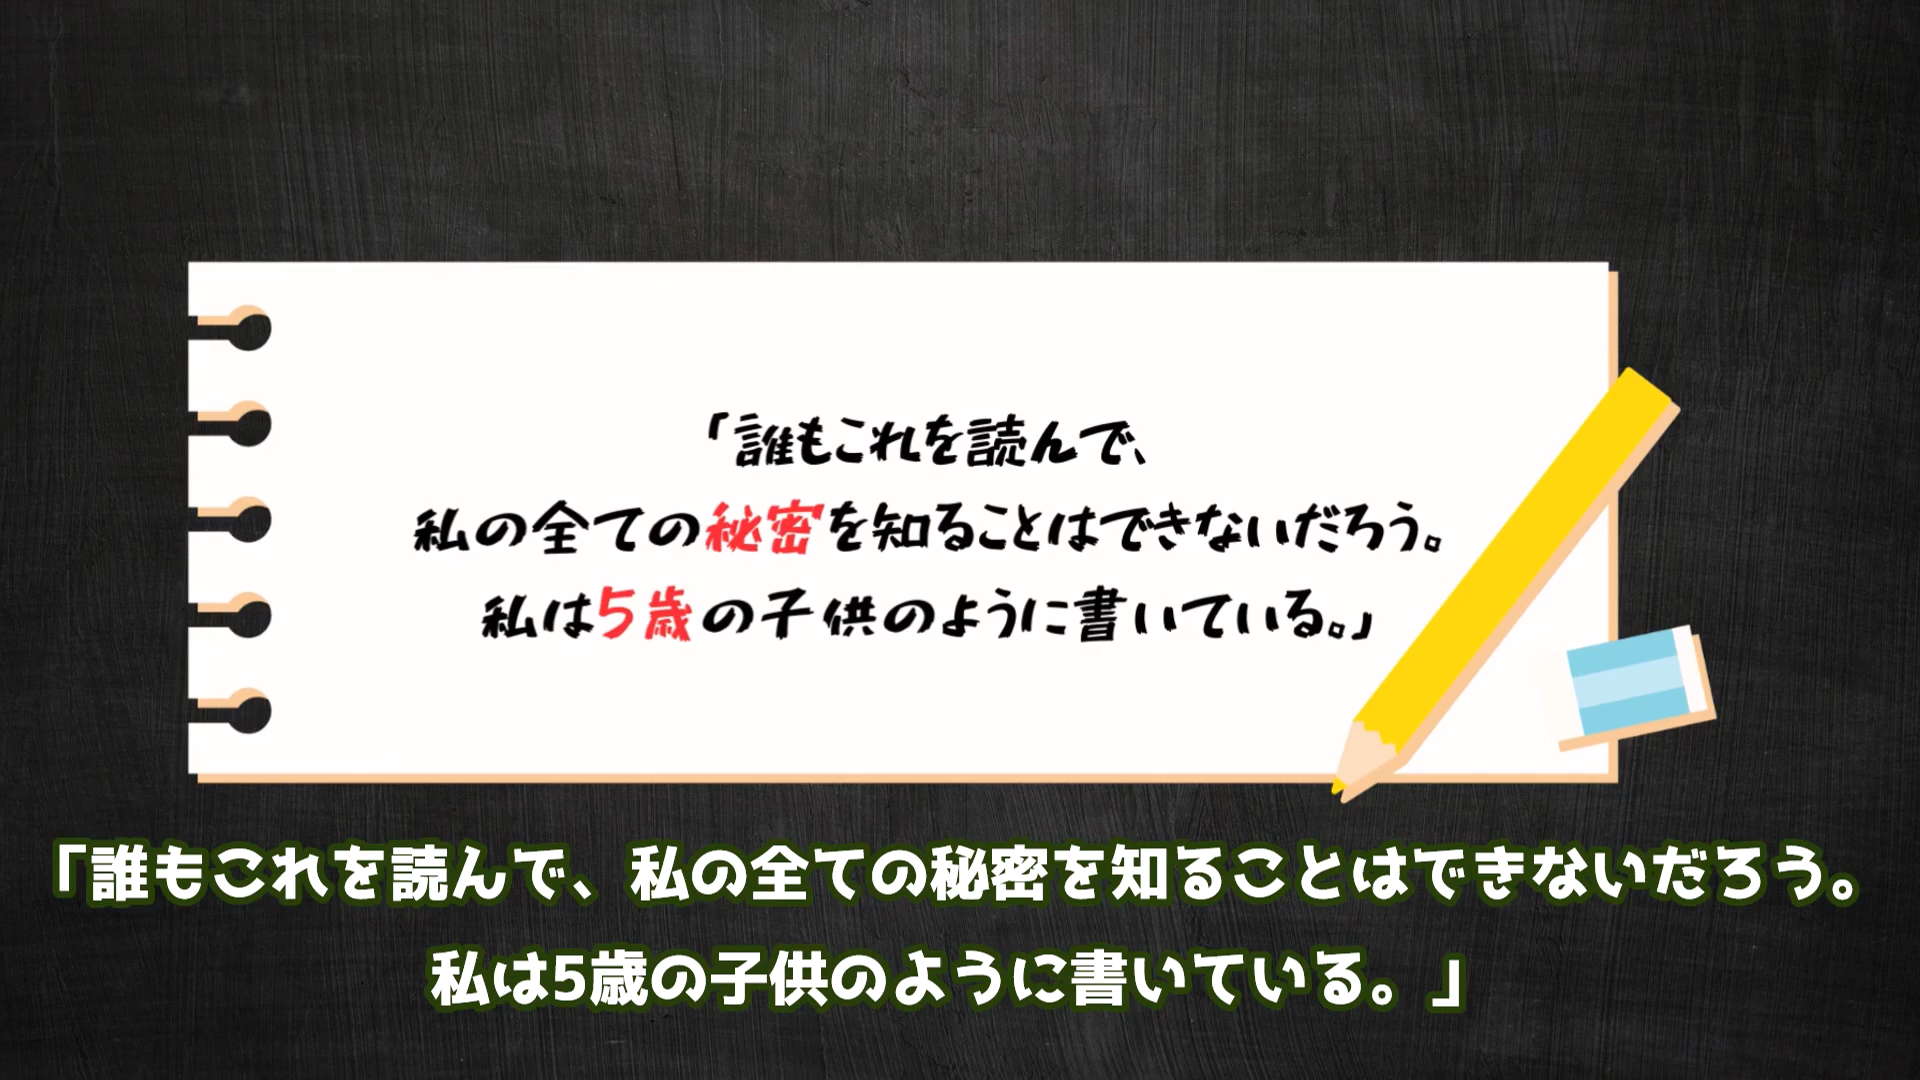 「誰もこれを読んで、
私の全ての秘密を知ることはできないだろう。
私は5歳の子供のように書いている。」
「誰もこれを読んで、私の全ての秘密を知ることはできないだろう。
私は5歳の子供のように書いている。」